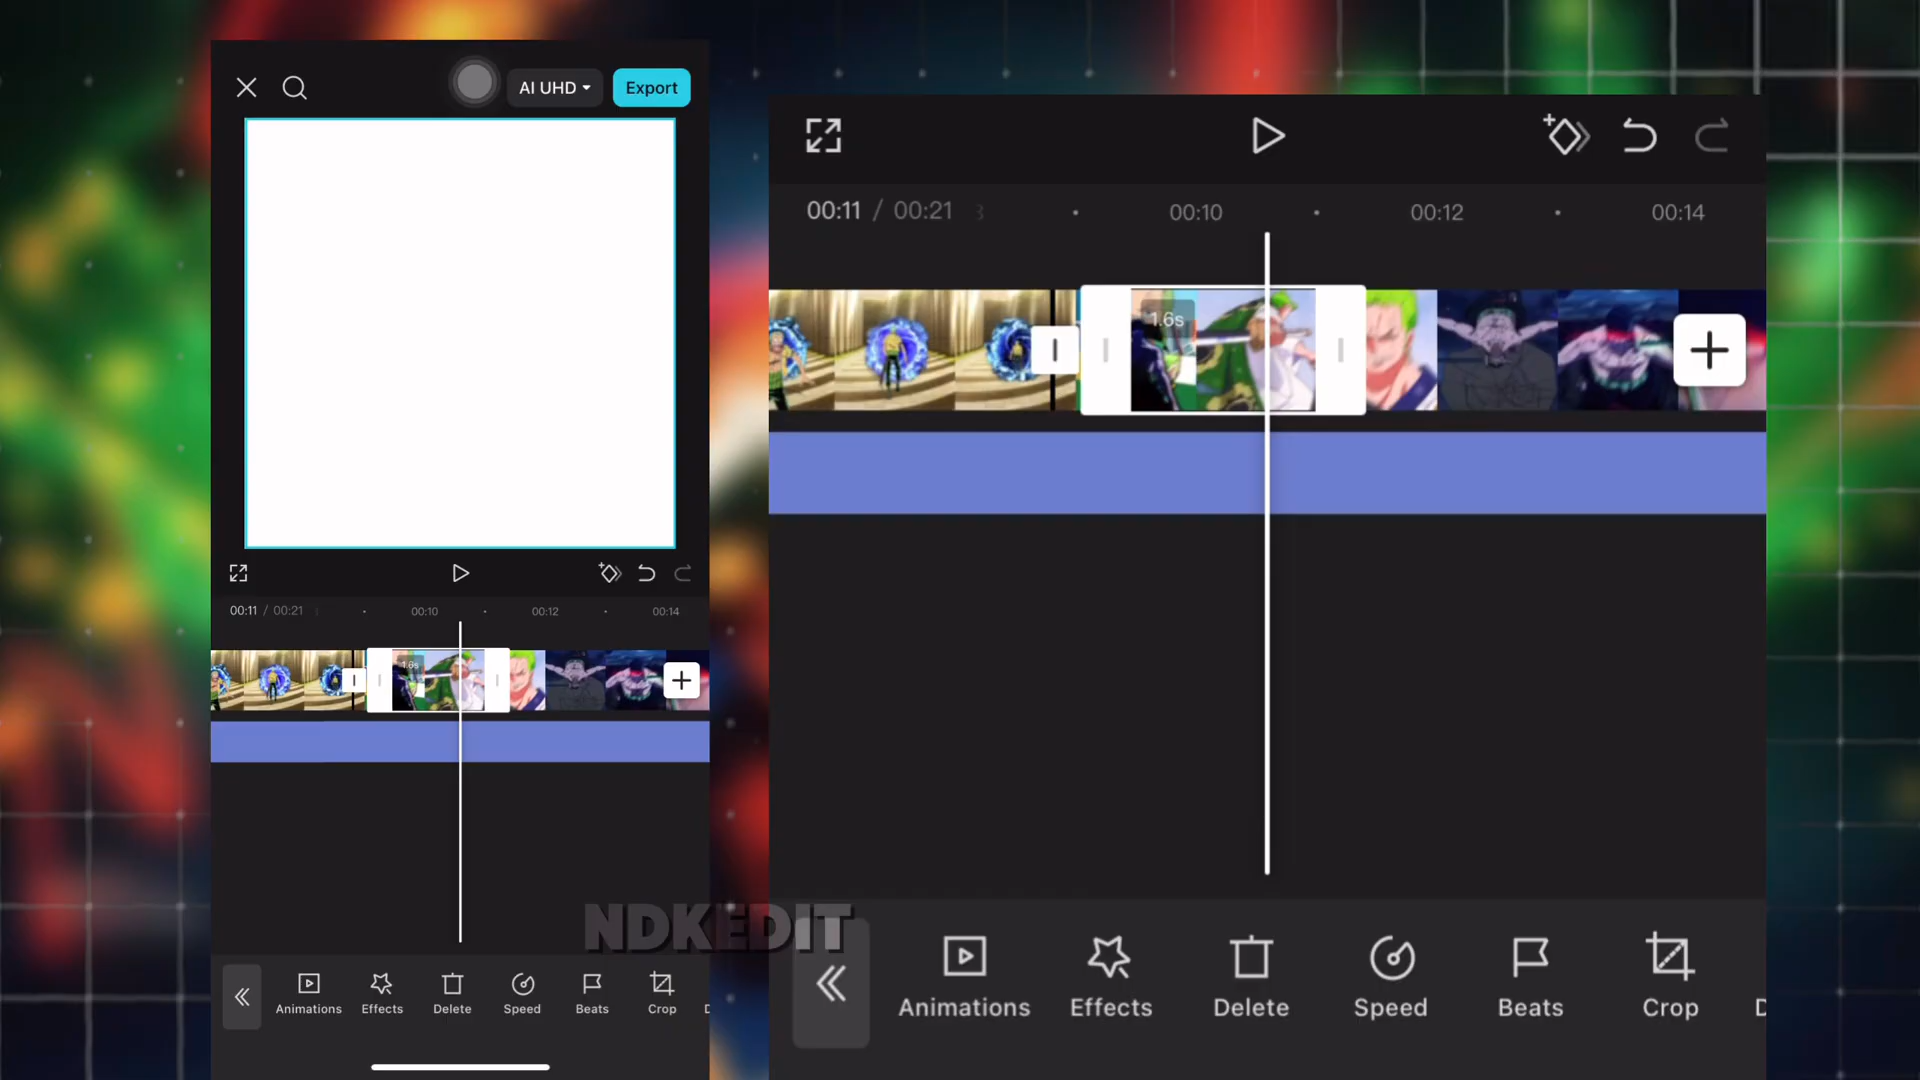 AI UHD
Export
00:11 / 00:21
00:10
00:12
00:14
1.6s
Animations
Effects
Delete
Speed
Beats
Crop
00:11 / 00:21
00:10
00:12
00:14
1.6s
NDKEDIT
Animations
Effects
Delete
Speed
Beats
Crop